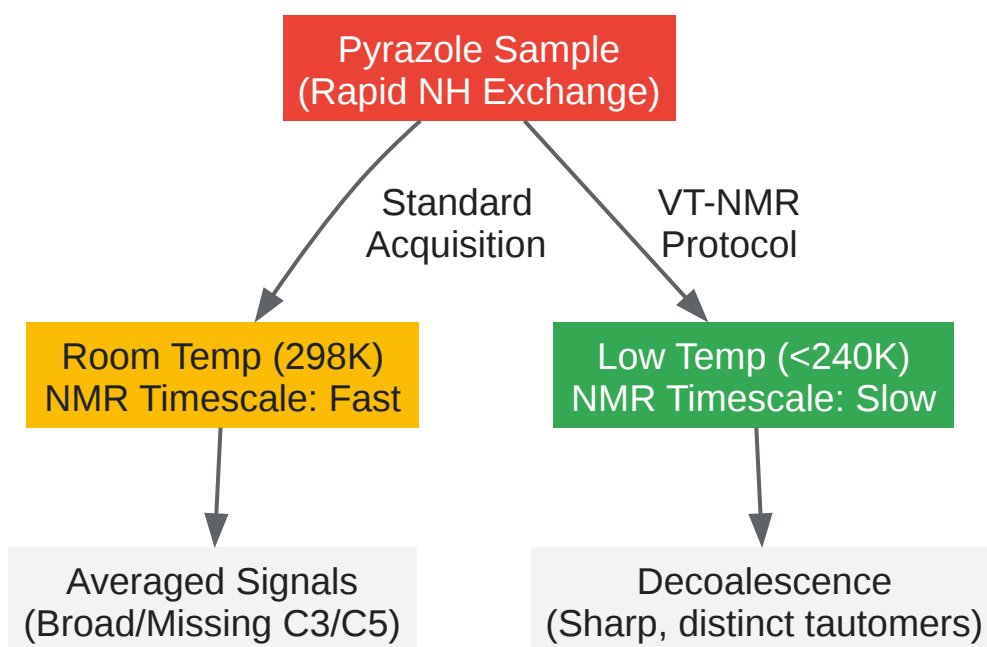 Pyrazole Sample
(Rapid NH Exchange)
Standard
Acquisition
VT-NMR
Protocol
Room Temp (298K)
NMR Timescale: Fast
Low Temp (<240K)
NMR Timescale: Slow
Averaged Signals
(Broad/Missing C3/C5)
Decoalescence
(Sharp, distinct tautomers)